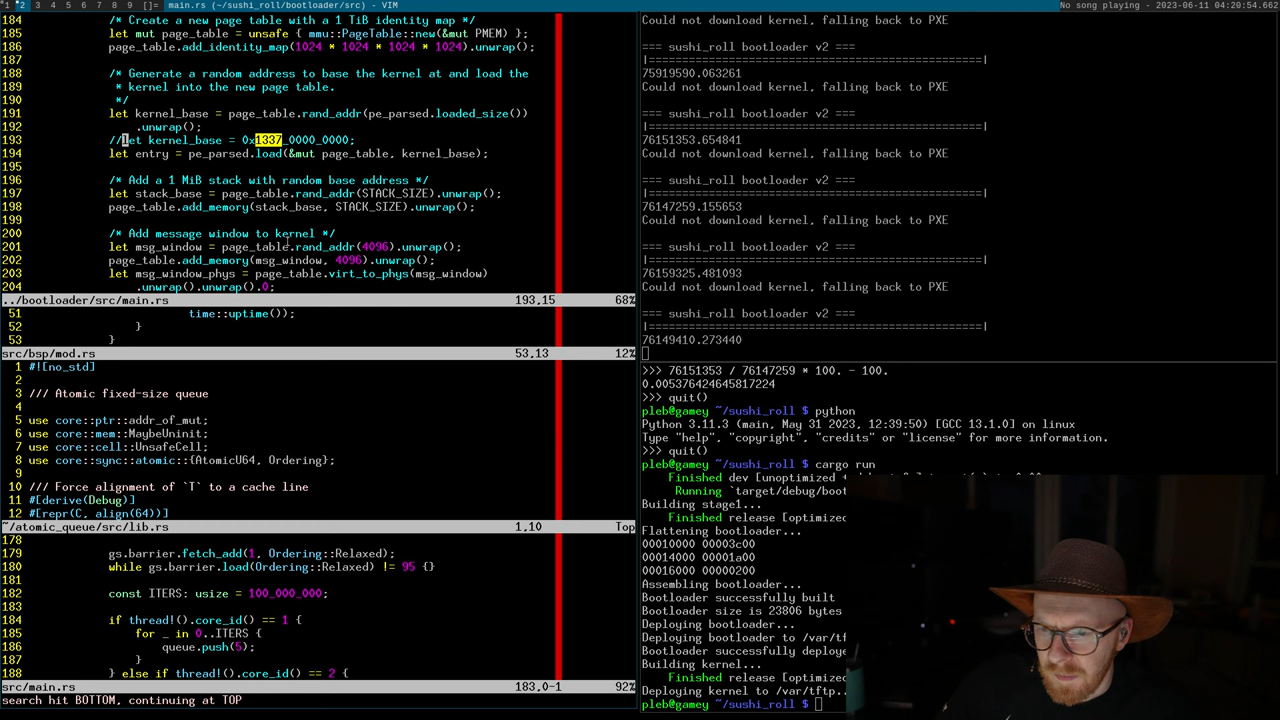 1 2 3 4 5 6 7 8 9 []= main.rs (~/sushi_roll/bootloader/src) - VIM
No song playing - 2023-06-11 04:20:54.662
184 /* Create a new page table with a 1 TiB identity map */
185 let mut page_table = unsafe { mmu::PageTable::new(&mut PMEM) };
186 page_table.add_identity_map(1024 * 1024 * 1024 * 1024).unwrap();
187
188 /* Generate a random address to base the kernel at and load the
189 * kernel into the new page table.
190 */
191 let kernel_base = page_table.rand_addr(pe_parsed.loaded_size())
192 .unwrap();
193 //let kernel_base = 0x1337_0000_0000;
194 let entry = pe_parsed.load(&mut page_table, kernel_base);
195
196 /* Add a 1 MiB stack with random base address */
197 let stack_base = page_table.rand_addr(STACK_SIZE).unwrap();
198 page_table.add_memory(stack_base, STACK_SIZE).unwrap();
199
200 /* Add message window to kernel */
201 let msg_window = page_table.rand_addr(4096).unwrap();
202 page_table.add_memory(msg_window, 4096).unwrap();
203 let msg_window_phys = page_table.virt_to_phys(msg_window)
204 .unwrap().unwrap().0;
../bootloader/src/main.rs 193,15 68%
51 time::uptime());
52 }
53 }
src/bsp/mod.rs 53,13 12%
1 #![no_std]
2
3 /// Atomic fixed-size queue
4
5 use core::ptr::addr_of_mut;
6 use core::mem::MaybeUninit;
7 use core::cell::UnsafeCell;
8 use core::sync::atomic::{AtomicU64, Ordering};
9
10 /// Force alignment of `T` to a cache line
11 #[derive(Debug)]
12 #[repr(C, align(64))]
~/atomic_queue/src/lib.rs 1,10 Top
178
179 gs.barrier.fetch_add(1, Ordering::Relaxed);
180 while gs.barrier.load(Ordering::Relaxed) != 95 {}
181
182 const ITERS: usize = 100_000_000;
183
184 if thread!().core_id() == 1 {
185 for _ in 0..ITERS {
186 queue.push(5);
187 }
188 } else if thread!().core_id() == 2 {
src/main.rs 183,0-1 92%
search hit BOTTOM, continuing at TOP
Could not download kernel, falling back to PXE
=== sushi_roll bootloader v2 ===
|==================================================|
75919590.063261
Could not download kernel, falling back to PXE
=== sushi_roll bootloader v2 ===
|==================================================|
76151353.654841
Could not download kernel, falling back to PXE
=== sushi_roll bootloader v2 ===
|==================================================|
76147259.155653
Could not download kernel, falling back to PXE
=== sushi_roll bootloader v2 ===
|==================================================|
76159325.481093
Could not download kernel, falling back to PXE
=== sushi_roll bootloader v2 ===
|==================================================|
76149410.273440
>>> 76151353 / 76147259 * 100. - 100.
0.005376424645817224
>>> quit()
pleb@gamey ~/sushi_roll $ python
Python 3.11.3 (main, May 31 2023, 12:39:50) [GCC 13.1.0] on linux
Type "help", "copyright", "credits" or "license" for more information.
>>> quit()
pleb@gamey ~/sushi_roll $ cargo run
Finished dev [unoptimized +
Running `target/debug/boot
Building stage1...
Finished release [optimized
Flattening bootloader...
00010000 00003c00
00014000 00001a00
00016000 00000200
Assembling bootloader...
Bootloader successfully built
Bootloader size is 23806 bytes
Deploying bootloader...
Deploying bootloader to /var/tf
Bootloader successfully deploye
Building kernel...
Finished release [optimized
Deploying kernel to /var/tftp..
pleb@gamey ~/sushi_roll $